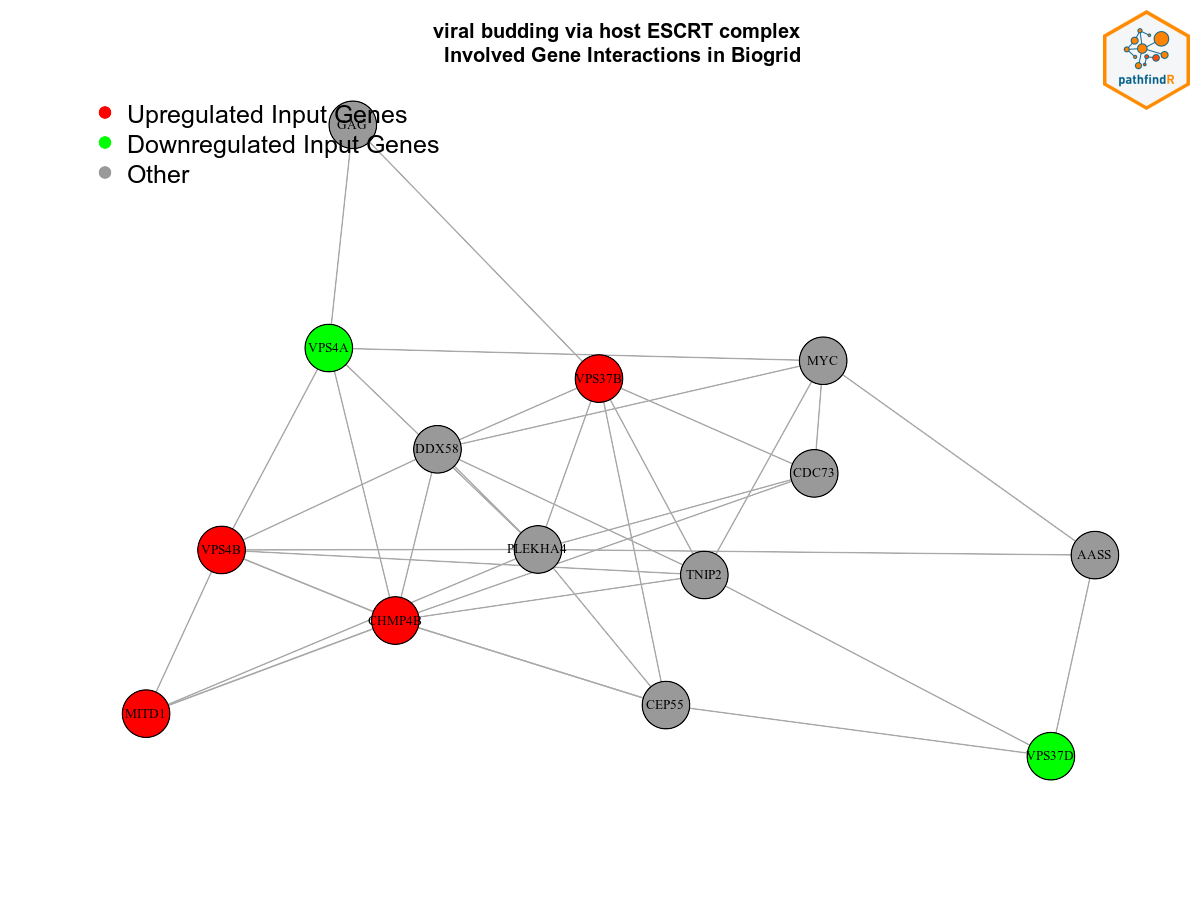 viral budding via host ESCRT complex
Involved Gene Interactions in Biogrid
pathfindR
Upregulated Input Genes
GAG
Downregulated Input Genes
Other
VPS4A
MYC
VPS37B
DDX58
CDC73
VPS4B
PLEKHA4
AASS
TNIP2
CHMP4B
MITD1
CEP55
VPS37D